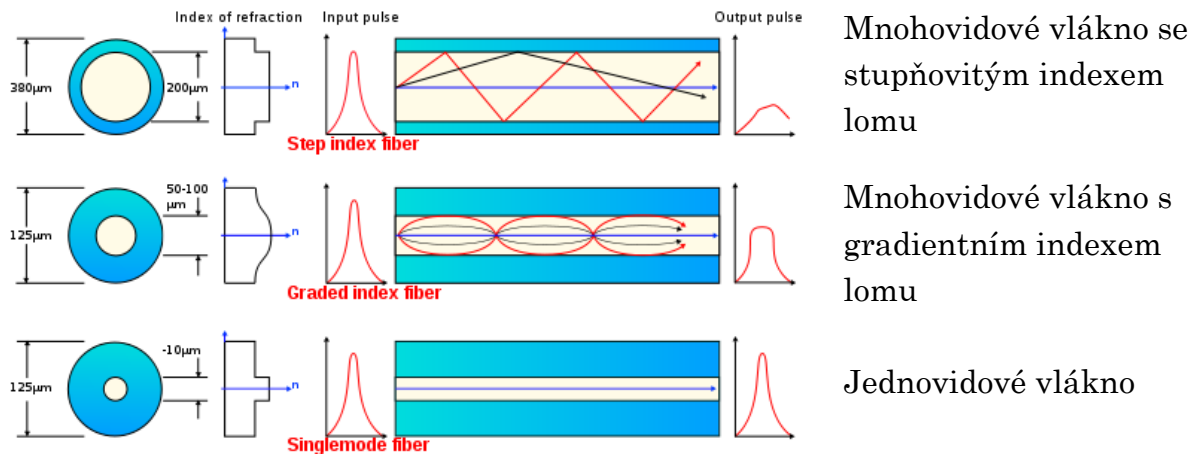 Index of refraction
Input pulse
Output pulse
380μm
200μm
n
Step index fiber
Mnohovidové vlákno se
stupňovitým indexem
lomu
50-100
μm
125μm
n
Graded index fiber
Mnohovidové vlákno s
gradientním indexem
lomu
-10μm
125μm
n
Singlemode fiber
Jednovidové vlákno